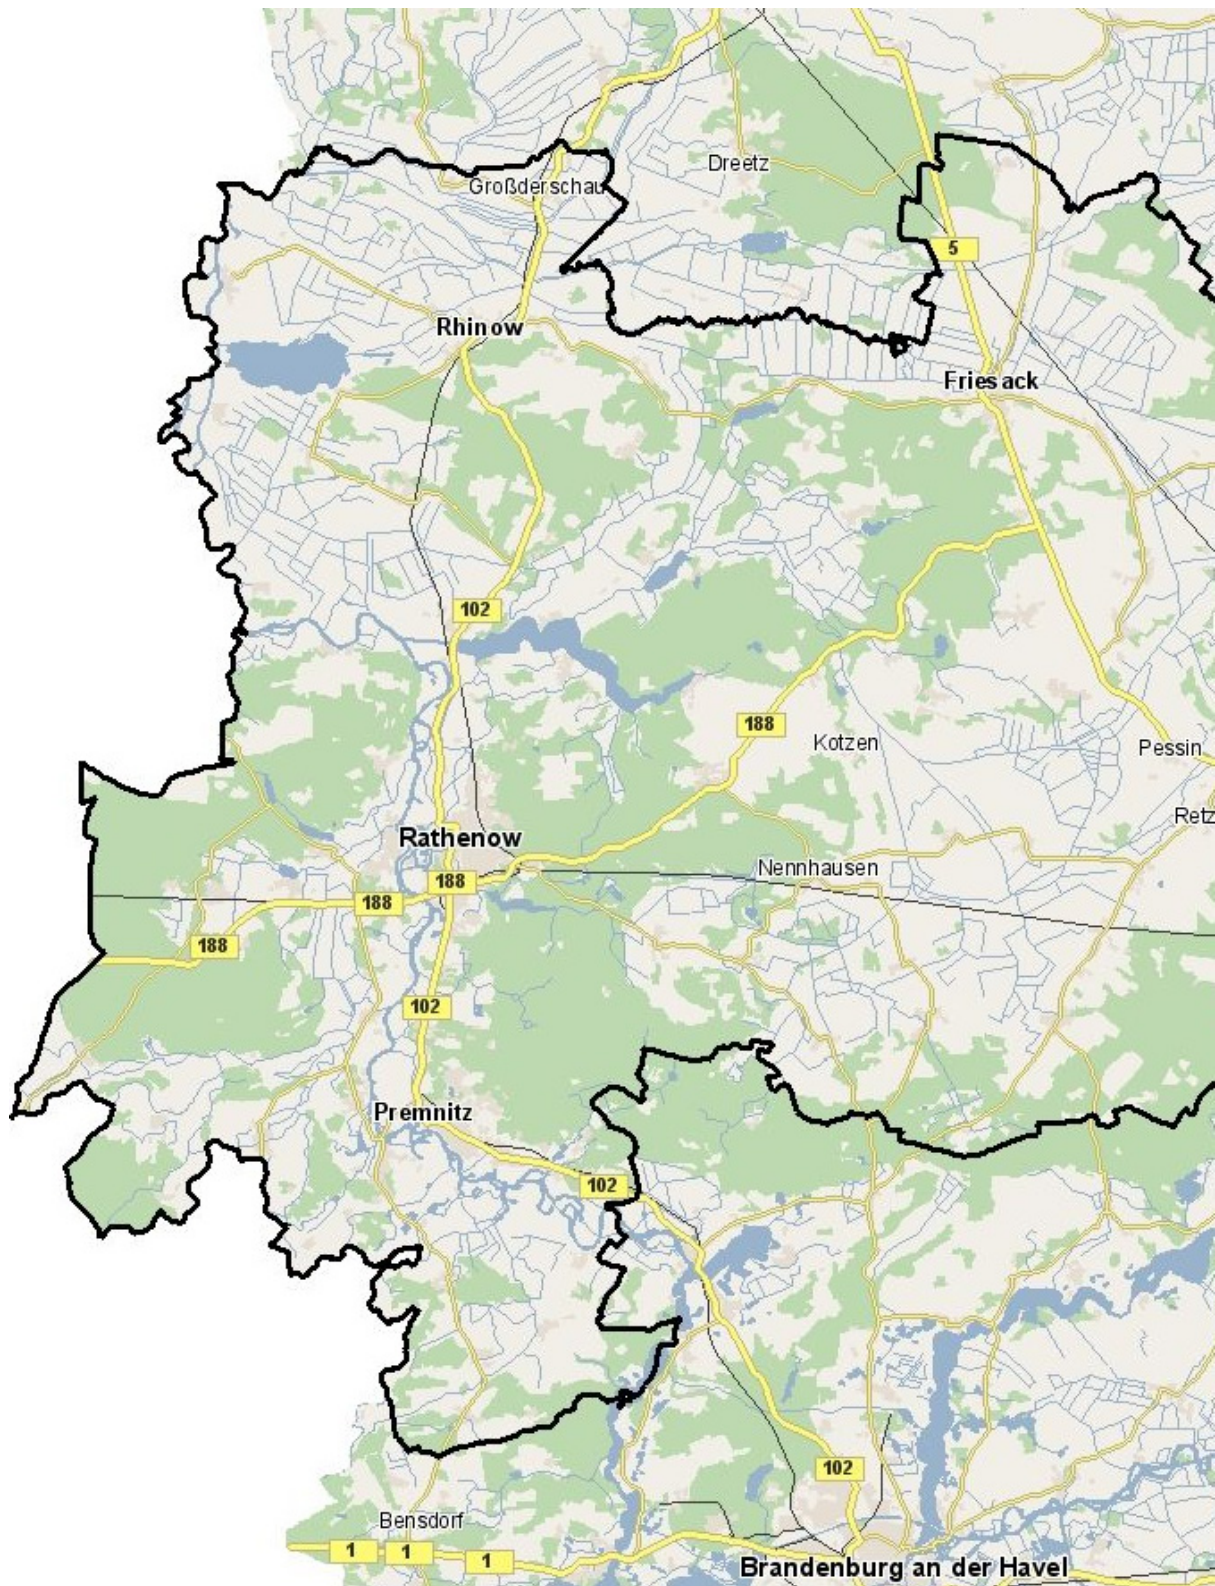 Dreetz
Großderschau
5
Rhinow
Friesack
102
188
Kotzen
Pessin
Retz
Rathenow
Nennhausen
188
188
188
102
Premnitz
102
102
Bensdorf
1
1
1
Brandenburg an der Havel